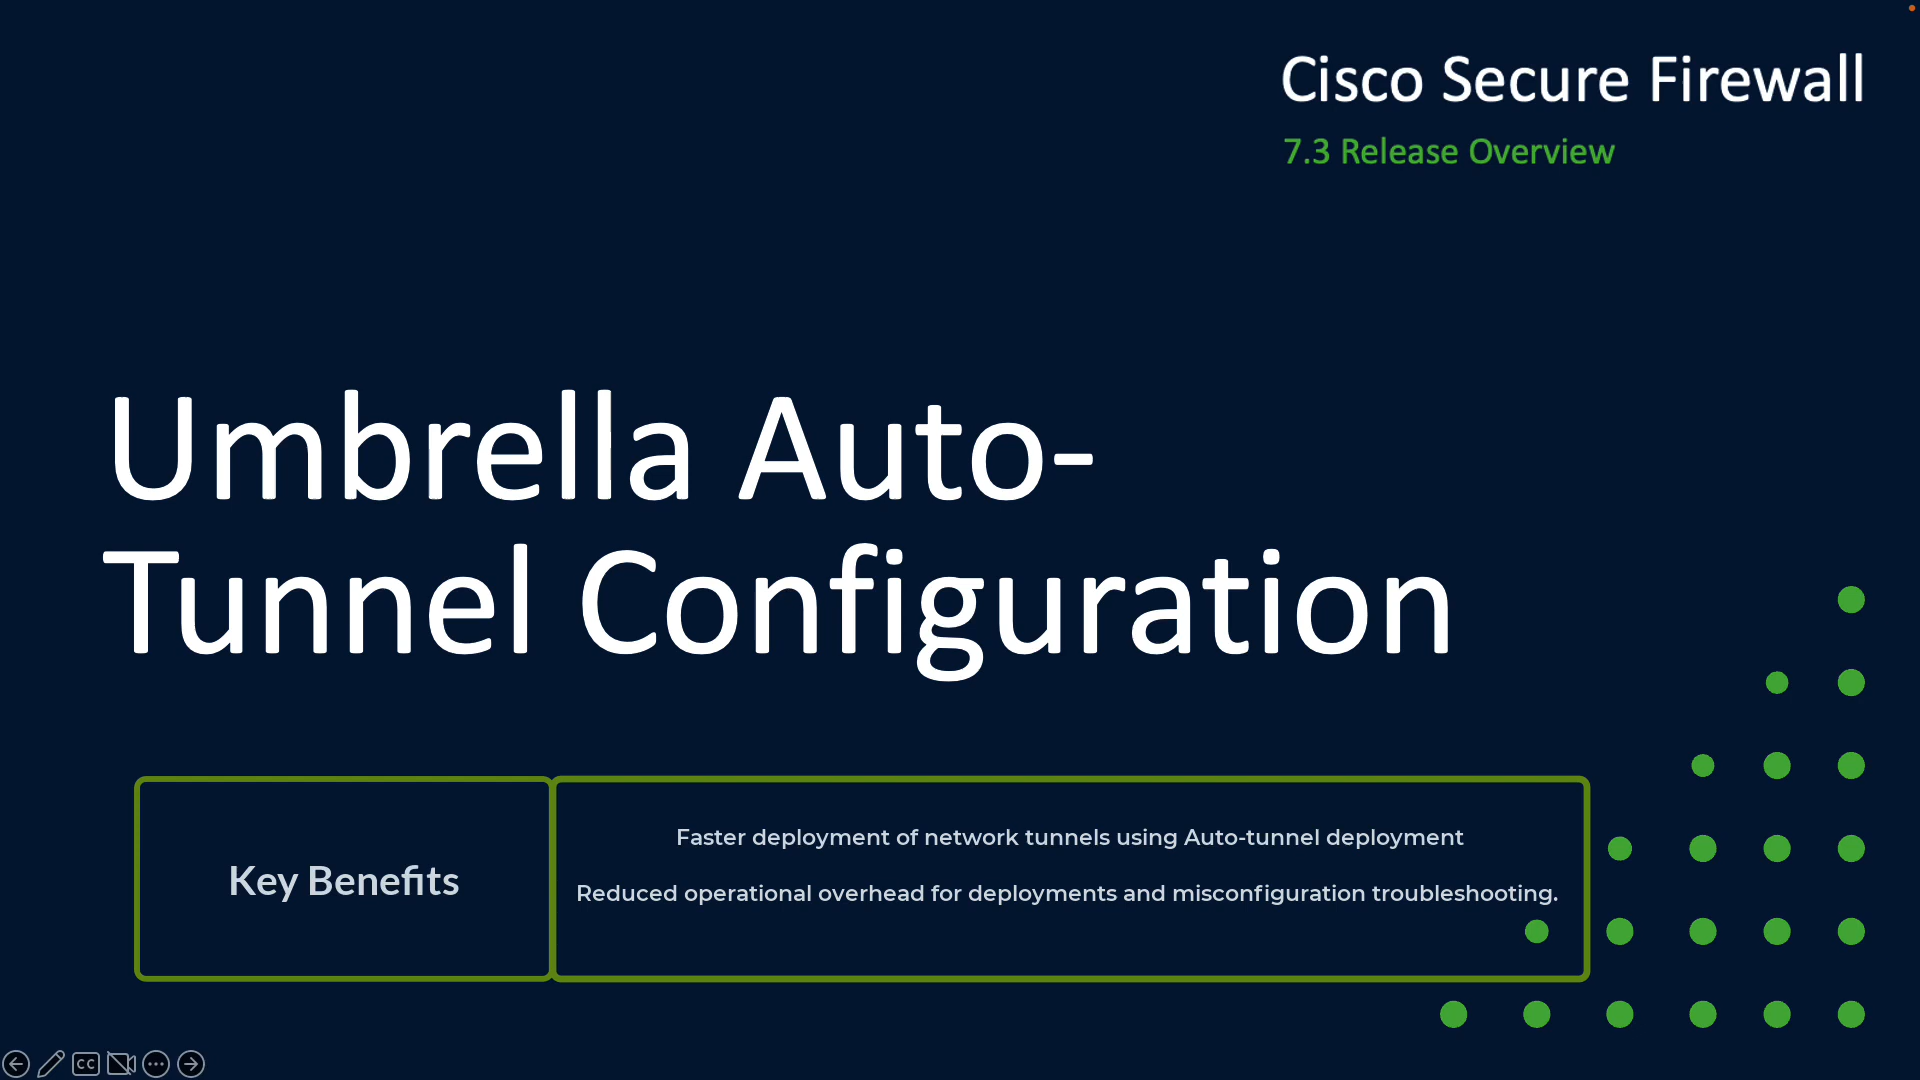 Cisco Secure Firewall
7.3 Release Overview
Umbrella Auto-
Tunnel Configuration
Key Benefits
Faster deployment of network tunnels using Auto-tunnel deployment
Reduced operational overhead for deployments and misconfiguration troubleshooting.
CC